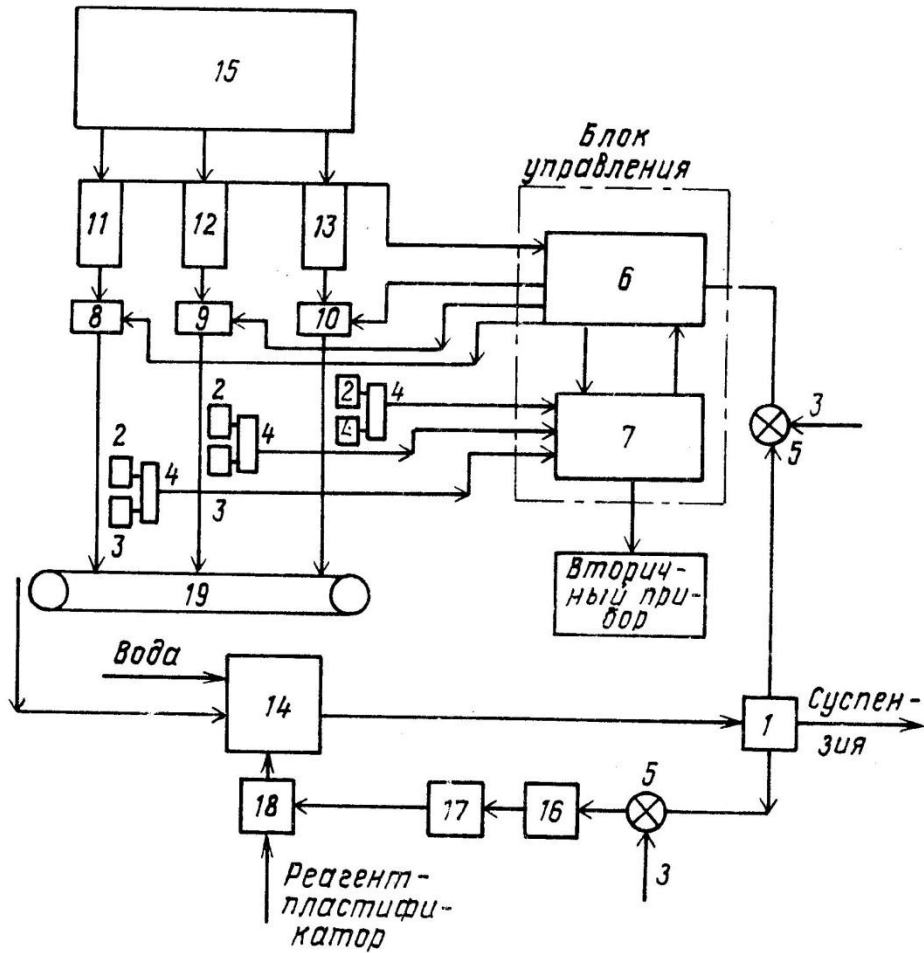 15
Блок
управления
11
12
13
6
8
9
10
2
4
2
4
4
2
4
7
3
5
3
3
19
Вторич-
ный при-
бор
Вода
14
1
Суспен-
зия
18
17
16
5
3
Реагент-
пластифи-
катор